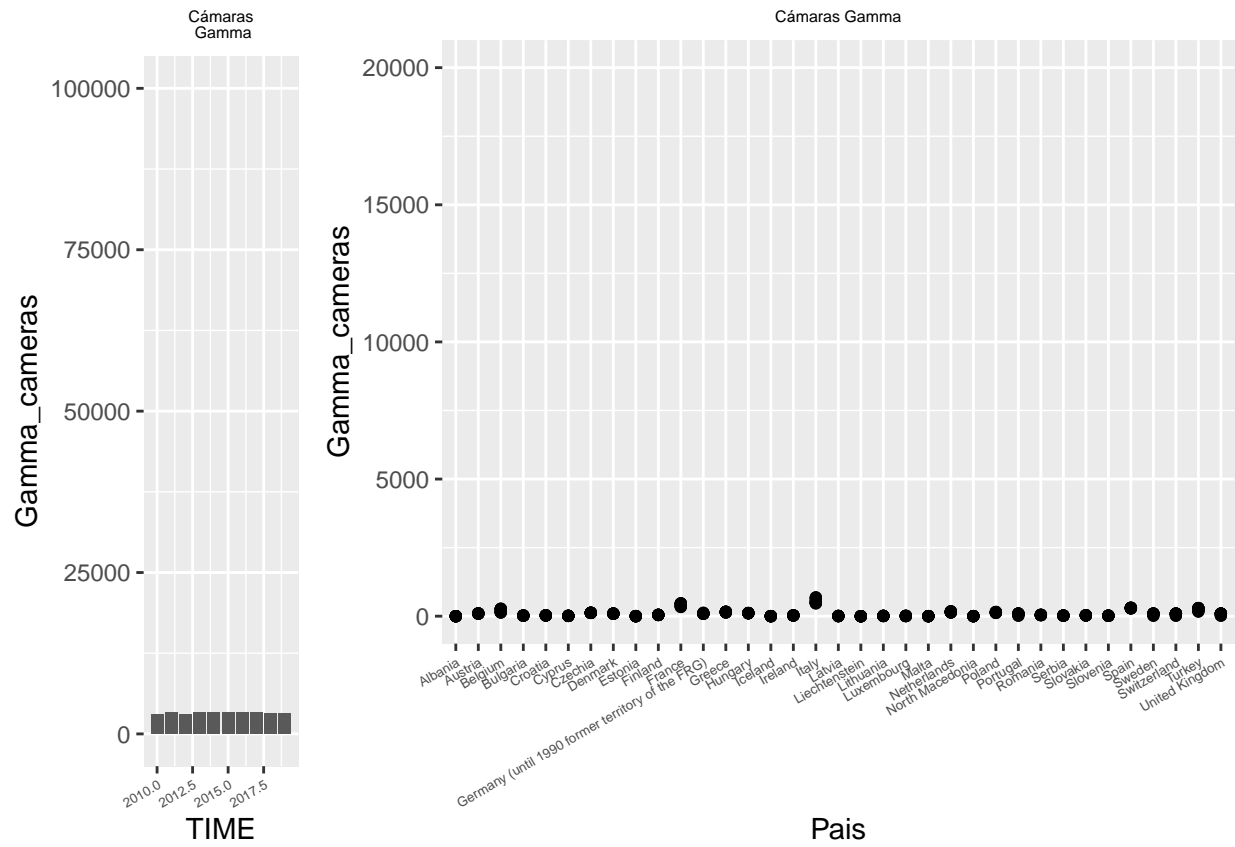 Cámaras
Gamma
100000
75000
50000
25000
0
Gamma_cameras
2010.0
2012.5
2015.0
2017.5
TIME
Cámaras Gamma
20000
15000
10000
5000
0
Gamma_cameras
Albania
Austria
Belgium
Bulgaria
Croatia
Cyprus
Czechia
Denmark
Estonia
Finland
France
Germany (until 1990 former territory of the FRG)
Greece
Hungary
Iceland
Ireland
Italy
Latvia
Liechtenstein
Lithuania
Luxembourg
Malta
Netherlands
North Macedonia
Poland
Portugal
Romania
Serbia
Slovakia
Slovenia
Spain
Sweden
Switzerland
Turkey
United Kingdom
Pais